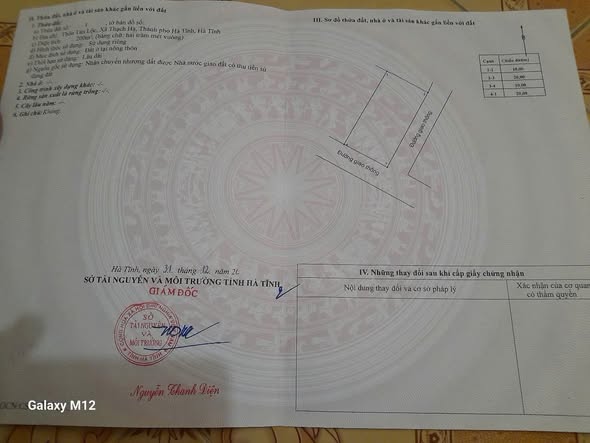 II. Thửa đất, nhà ở và tài sản khác gắn liền với đất
1. Thửa đất:
a) Thửa đất số: , tờ bản đồ số:
b) Địa chỉ: Thôn Tân Lộc, Xã Thạch Hạ, Thành phố Hà Tĩnh, Hà Tĩnh
c) Diện tích: 200m² (bằng chữ: hai trăm mét vuông)
d) Hình thức sử dụng: Sử dụng riêng
đ) Mục đích sử dụng: Đất ở tại nông thôn
e) Thời hạn sử dụng: Lâu dài
g) Nguồn gốc sử dụng: Nhận chuyển nhượng đất được Nhà nước giao đất có thu tiền sử
dụng đất
2. Nhà ở: -/-.
3. Công trình xây dựng khác: -/-.
4. Rừng sản xuất là rừng trồng: -/-.
5. Cây lâu năm: -/-.
6. Ghi chú: Không.
III. Sơ đồ thửa đất, nhà ở và tài sản khác gắn liền với đất
Cạnh Chiều dài(m)
1-2 10,00
2-3 20,00
3-4 10,00
4-1 20,00
Đường giao thông
Đường giao thông
Hà Tĩnh, ngày 31 tháng 12 năm
SỞ TÀI NGUYÊN VÀ MÔI TRƯỜNG TỈNH HÀ TĨNH
GIÁM ĐỐC
SỞ
TÀI NGUYÊN
VÀ
MÔI TRƯỜNG
TỈNH HÀ TĨNH
Nguyễn Thanh Điện
IV. Những thay đổi sau khi cấp giấy chứng nhận
Nội dung thay đổi và cơ sở pháp lý
Xác nhận của cơ quan
có thẩm quyền
Galaxy M12